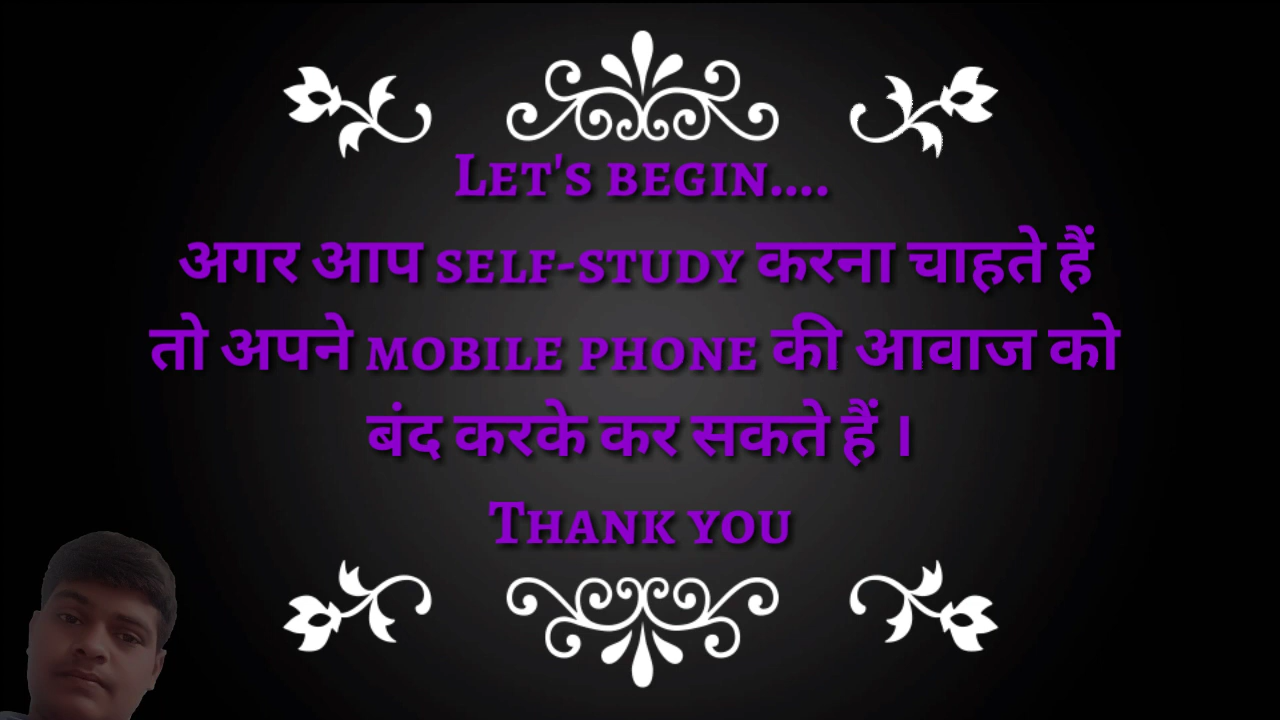 Let's begin....
अगर आप self-study करना चाहते हैं
तो अपने mobile phone की आवाज को
बंद करके कर सकते हैं ।
Thank you